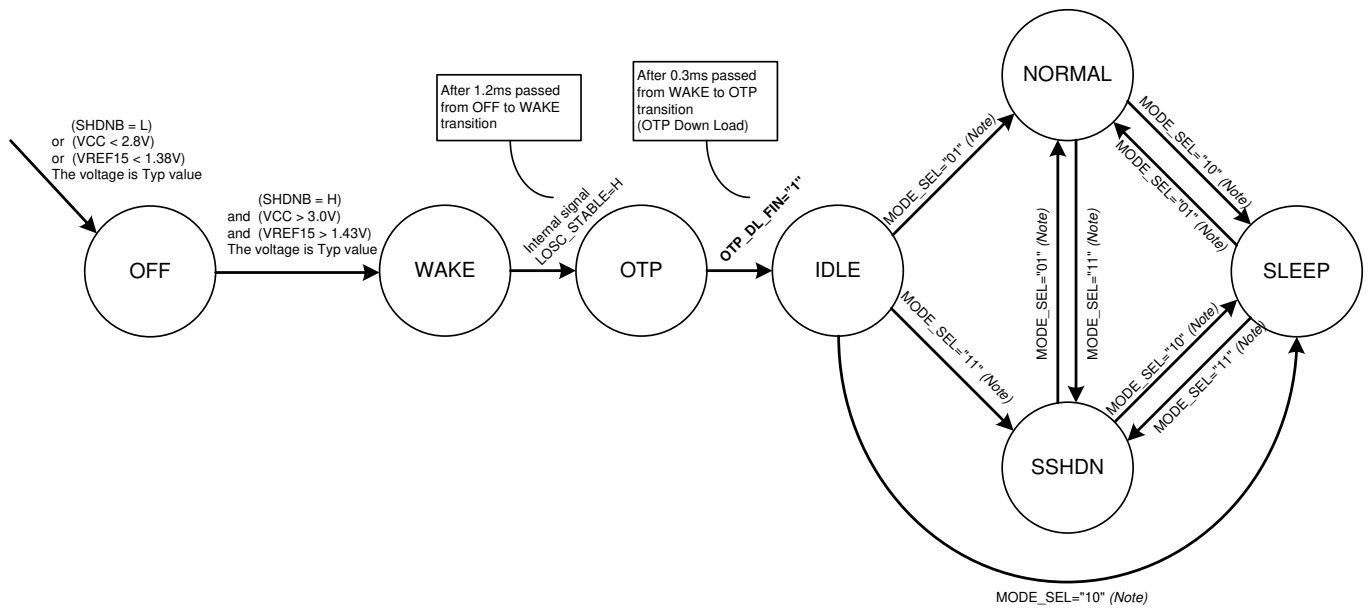 (SHDNB = L)
or (VCC < 2.8V)
or (VREF15 < 1.38V)
The voltage is Typ value
OFF
(SHDNB = H)
and (VCC > 3.0V)
and (VREF15 > 1.43V)
The voltage is Typ value
WAKE
After 1.2ms passed
from OFF to WAKE
transition
Internal signal
LOSC_STABLE=H
OTP
After 0.3ms passed
from WAKE to OTP
transition
(OTP Down Load)
OTP_DL_FIN="1"
IDLE
MODE_SEL="01" (Note)
MODE_SEL="11" (Note)
NORMAL
MODE_SEL="10" (Note)
MODE_SEL="01" (Note)
MODE_SEL="01" (Note)
MODE_SEL="11" (Note)
SLEEP
MODE_SEL="10" (Note)
MODE_SEL="11" (Note)
SSHDN
MODE_SEL="10" (Note)